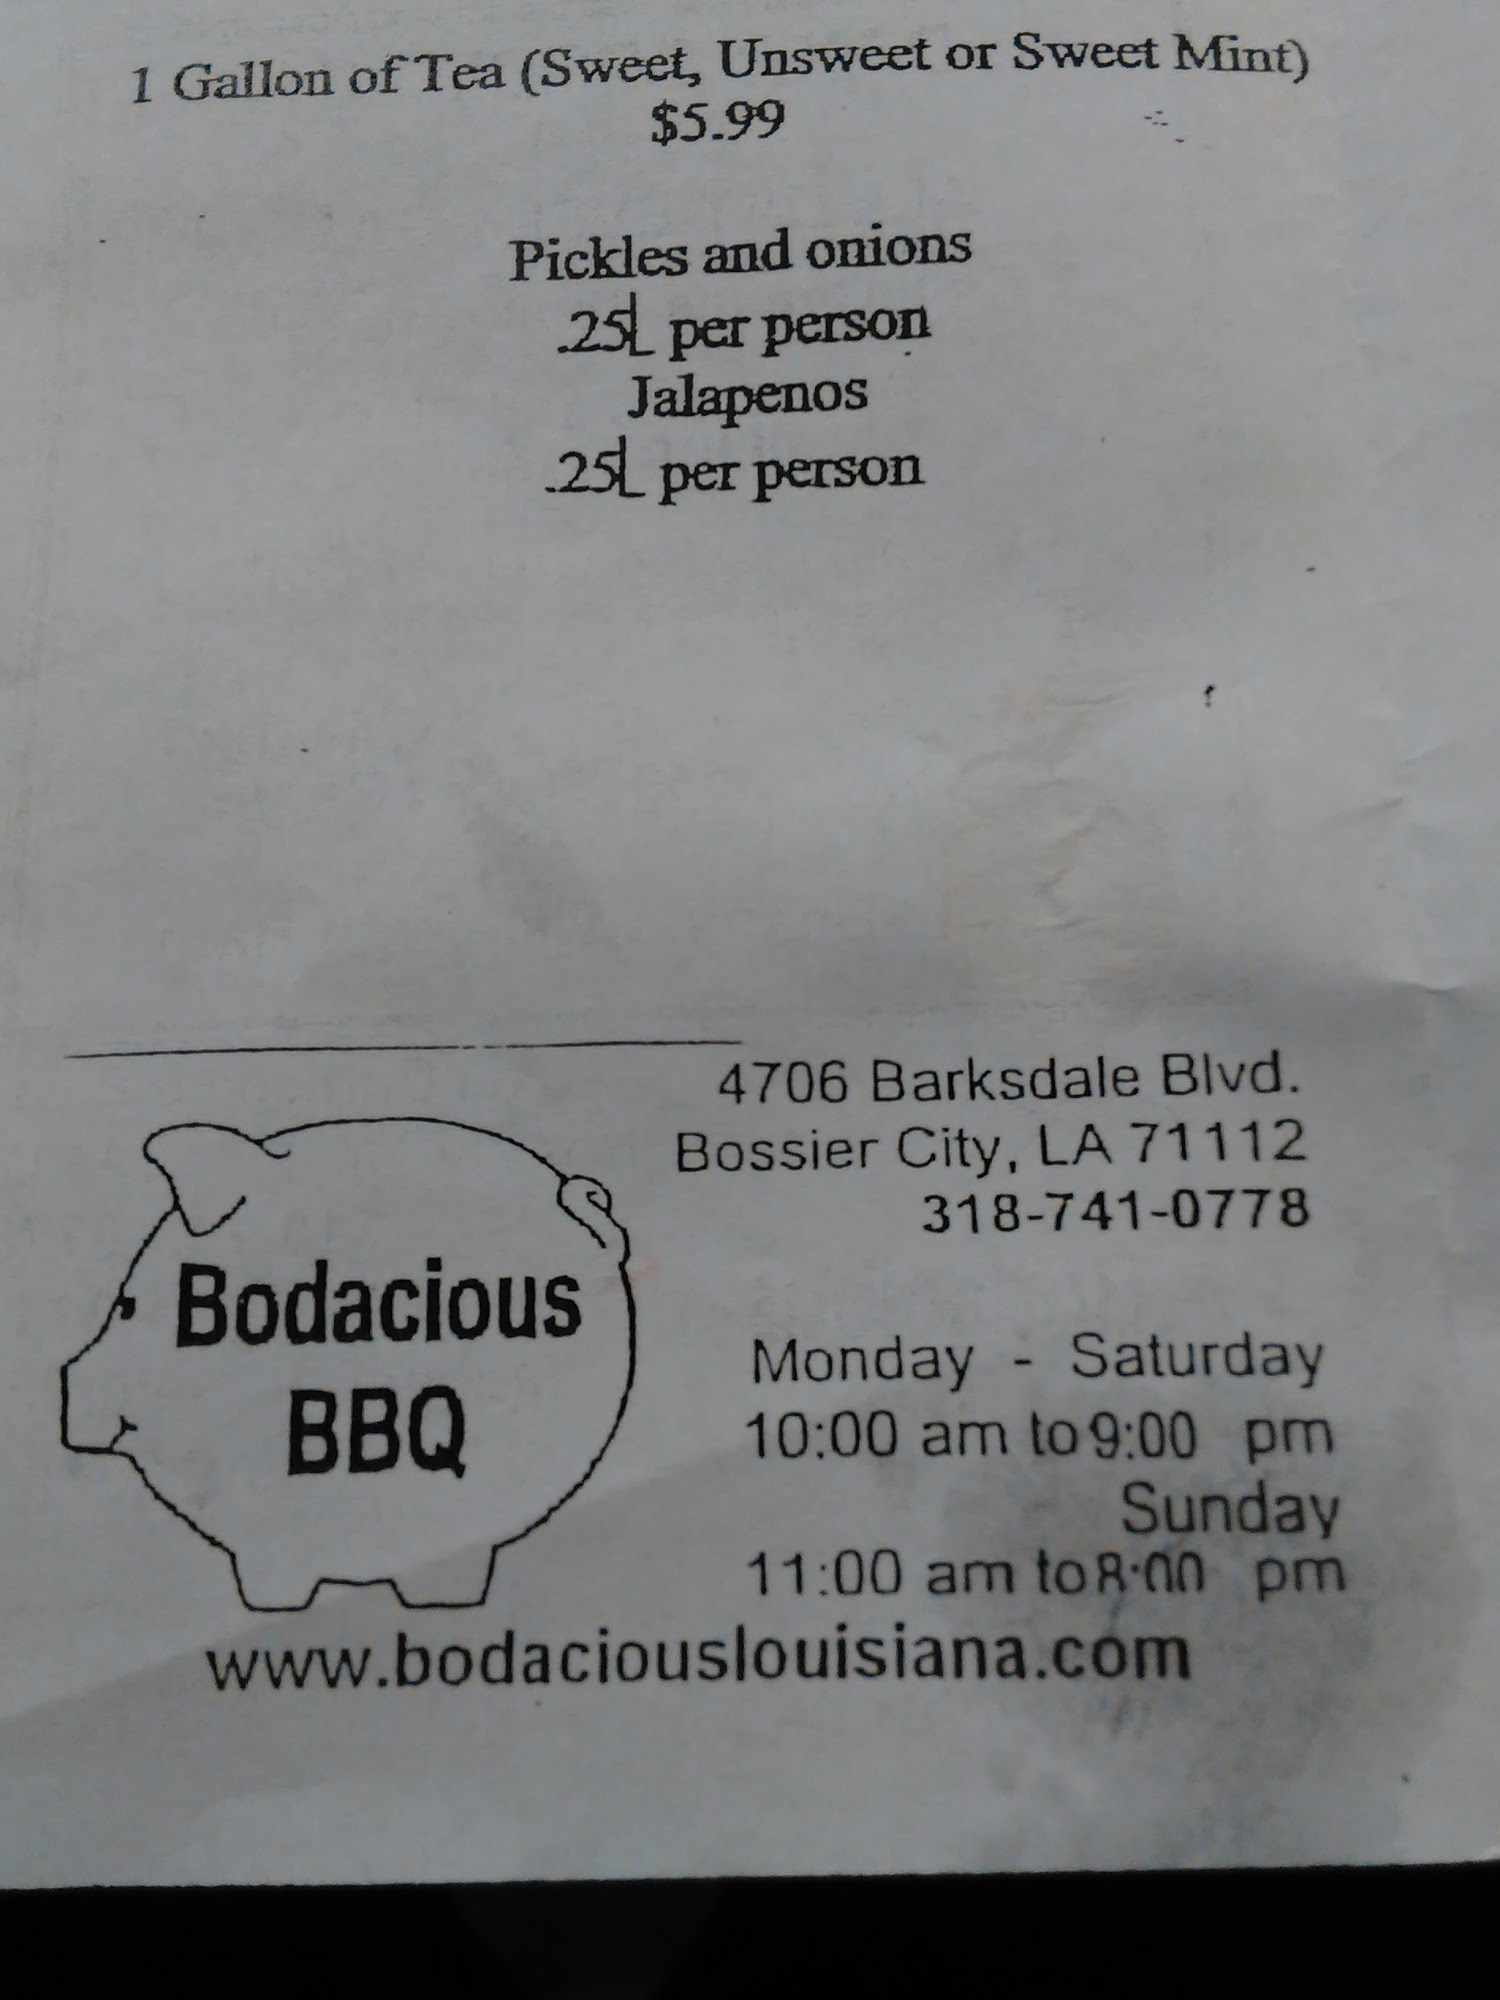 1 Gallon of Tea (Sweet, Unsweet or Sweet Mint)
$5.99
Pickles and onions
.25L per person
Jalapenos
.25L per person
4706 Barksdale Blvd.
Bossier City, LA 71112
318-741-0778
Bodacious
BBQ
Monday - Saturday
10:00 am to 9:00 pm
Sunday
11:00 am to 8:00 pm
www.bodaciouslouisiana.com